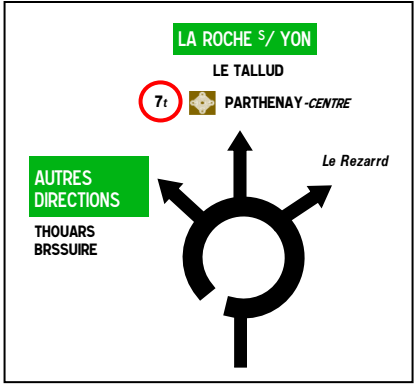 LA ROCHE S/ YON
LE TALLUD
7t PARTHENAY-CENTRE
Le Rezarrd
AUTRES
DIRECTIONS
THOUARS
BRSSUIRE